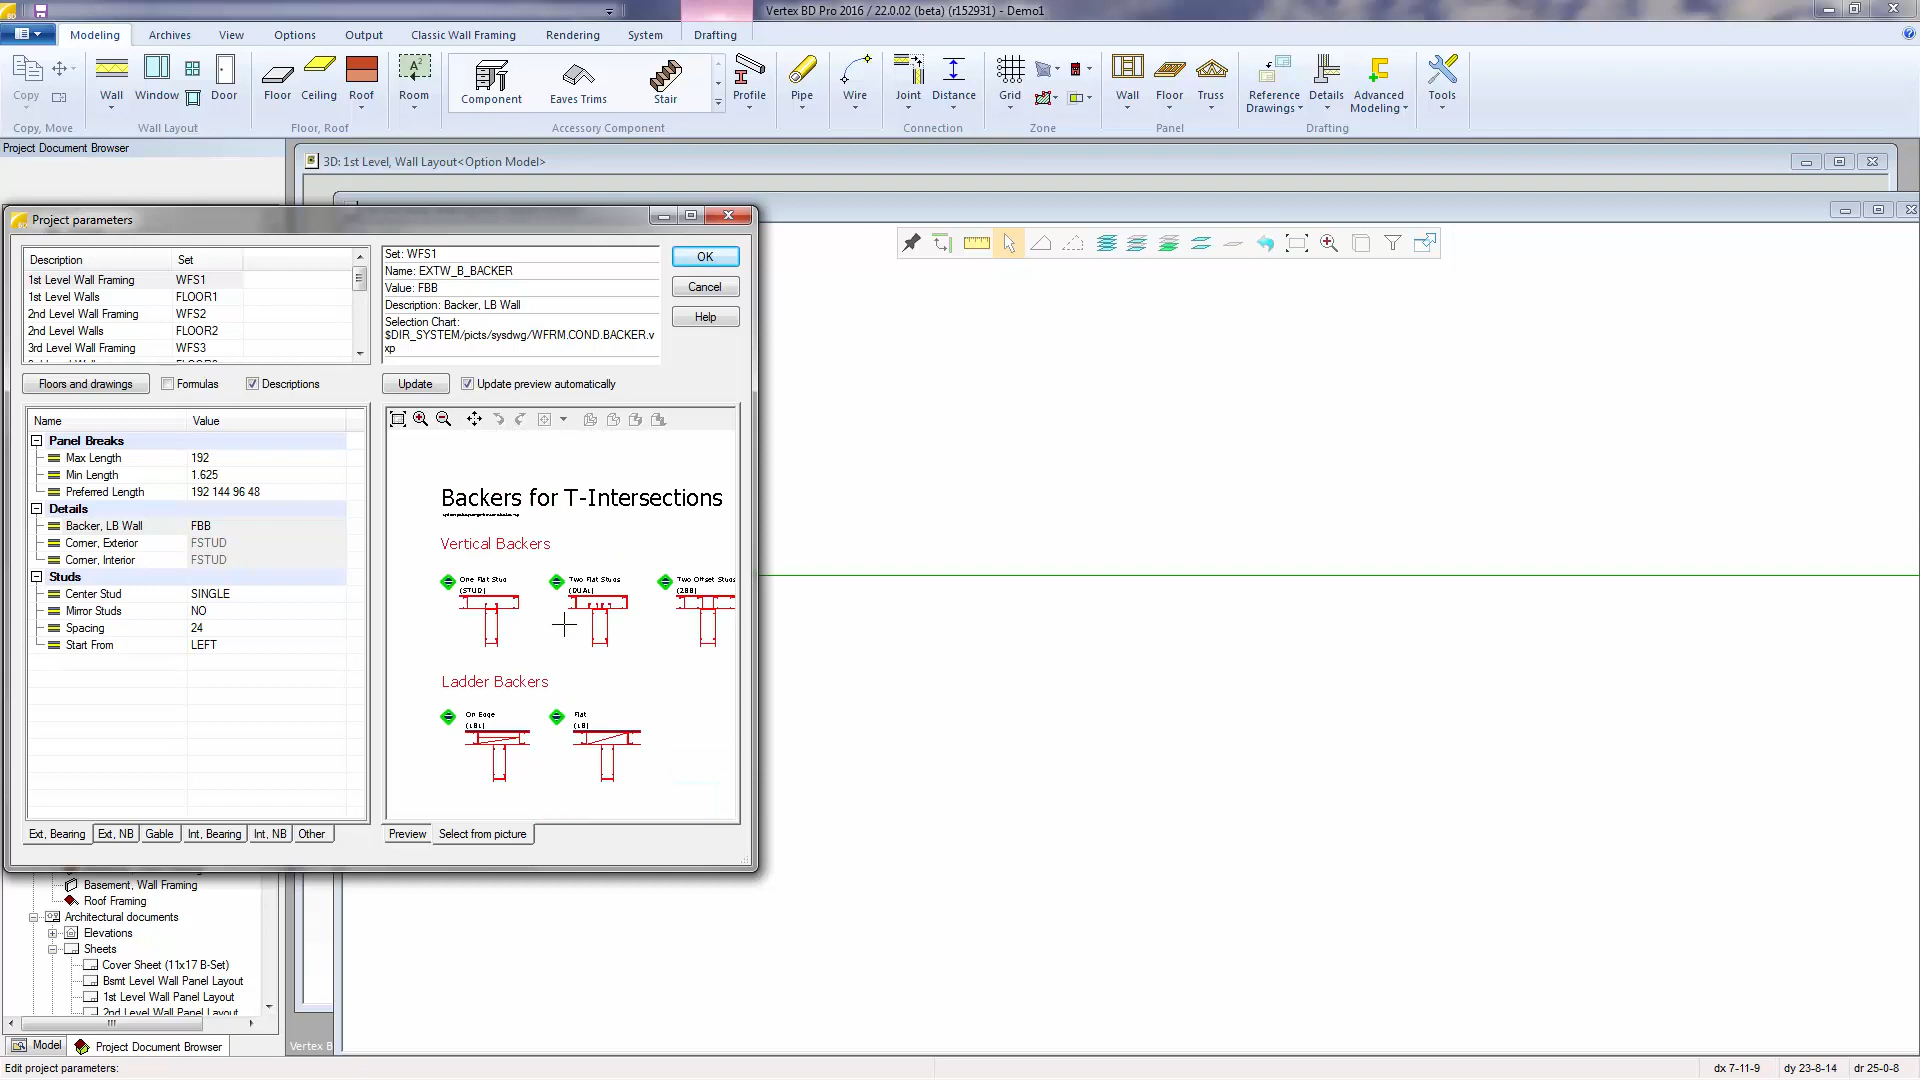 Vertex BD Pro 2016 / 22.0.02 (beta) (r152931) - Demo1
Modeling Archives View Options Output Classic Wall Framing Rendering System Drafting
Copy Wall Window Door Floor Ceiling Roof Room Component Eaves Trims Stair Profile Pipe Wire Joint Distance Grid Wall Floor Truss Reference Drawings Details Advanced Modeling Tools
Copy, Move Wall Layout Floor, Roof Accessory Component Connection Zone Panel Drafting
Project Document Browser
3D: 1st Level, Wall Layout<Option Model>
Project parameters
Description Set
1st Level Wall Framing WFS1
1st Level Walls FLOOR1
2nd Level Wall Framing WFS2
2nd Level Walls FLOOR2
3rd Level Wall Framing WFS3
Set: WFS1
Name: EXTW_B_BACKER
Value: FBB
Description: Backer, LB Wall
Selection Chart:
$DIR_SYSTEM/picts/sysdwg/WFRM.COND.BACKER.v
xp
OK
Cancel
Help
Floors and drawings Formulas Descriptions Update Update preview automatically
Name Value
Panel Breaks
Max Length 192
Min Length 1.625
Preferred Length 192 144 96 48
Details
Backer, LB Wall FBB
Corner, Exterior FSTUD
Corner, Interior FSTUD
Studs
Center Stud SINGLE
Mirror Studs NO
Spacing 24
Start From LEFT
Backers for T-Intersections
Vertical Backers
One Flat Stud Two Flat Studs Two Offset Studs
(STUD) (DUAL) (2BB)
Ladder Backers
On Edge Flat
(LB1) (LB)
Ext, Bearing Ext, NB Gable Int, Bearing Int, NB Other
Preview Select from picture
Basement, Wall Framing
Roof Framing
Architectural documents
Elevations
Sheets
Cover Sheet (11x17 B-Set)
Bsmt Level Wall Panel Layout
1st Level Wall Panel Layout
2nd Level Wall Panel Layout
Model Project Document Browser
Vertex B
Edit project parameters:
dx 7-11-9 dy 23-8-14 dr 25-0-8